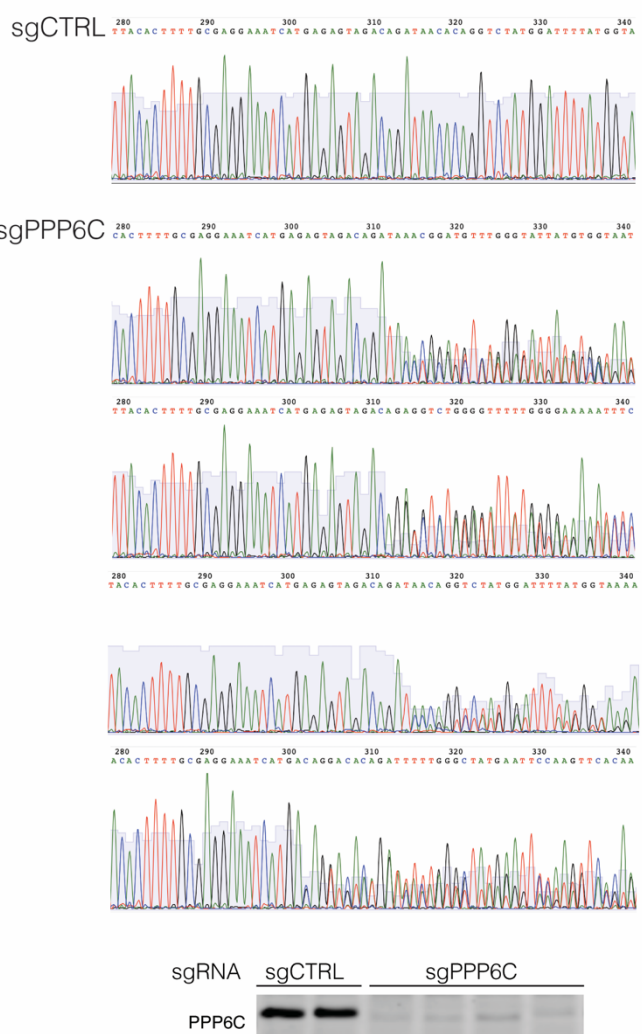 280 290 300 310 320 330 340
sgCTRL TTACACTTTTGCGAGGAAATCATGAGAGTAGACAGATAACACAGGTCTATGGATTTTATGGTA
280 290 300 310 320 330 340
sgPPP6C CACTTTTGCGAGGAAATCATGAGAGTAGACAGATAAACGGATGTTTGGGTATTATGTGGTAAT
280 290 300 310 320 330 340
TTACACTTTTGCGAGGAAATCATGAGAGTAGACAGAGGTCTGGGGTTTTTGGGGAAAAATTTC
280 290 300 310 320 330 340
TACACTTTTGCGAGGAAATCATGAGAGTAGACAGATAACAGGTCTATGGATTTTATGGTAAAA
280 290 300 310 320 330 340
ACACTTTTGCGAGGAAATCATGACAGGACACAGATTTTTGGGCTATGAATTCCAAGTTCACAA
sgRNA sgCTRL sgPPP6C
PPP6C